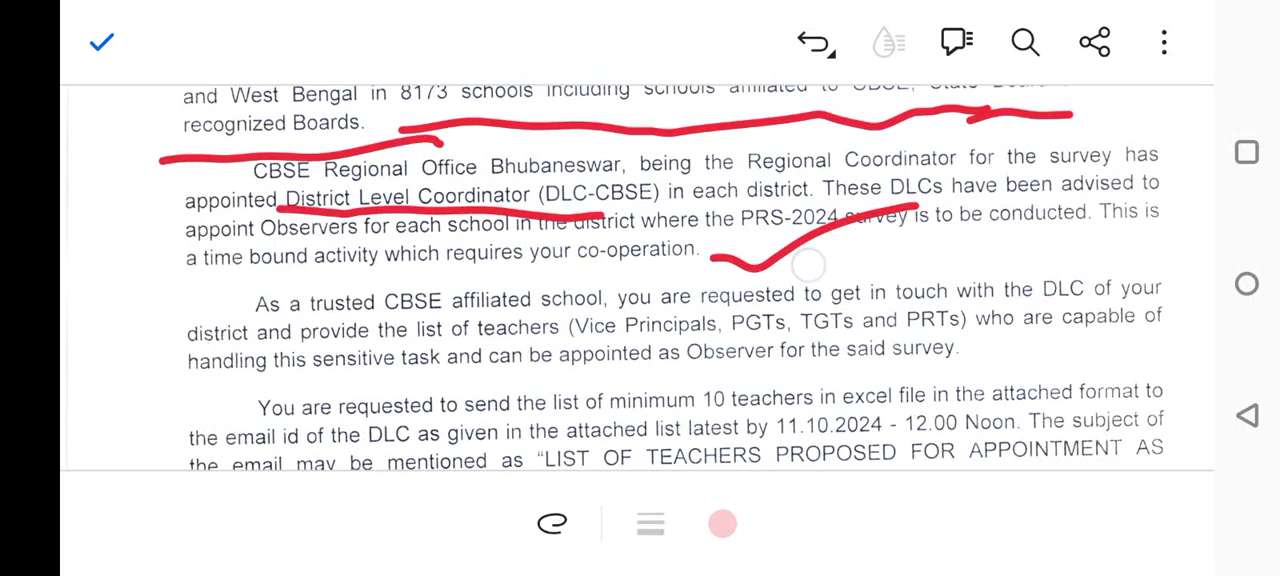 and West Bengal in 8173 schools including schools affiliated to CBSE, State
recognized Boards.
CBSE Regional Office Bhubaneswar, being the Regional Coordinator for the survey has
appointed District Level Coordinator (DLC-CBSE) in each district. These DLCs have been advised to
appoint Observers for each school in the district where the PRS-2024 survey is to be conducted. This is
a time bound activity which requires your co-operation.
As a trusted CBSE affiliated school, you are requested to get in touch with the DLC of your
district and provide the list of teachers (Vice Principals, PGTs, TGTs and PRTs) who are capable of
handling this sensitive task and can be appointed as Observer for the said survey.
You are requested to send the list of minimum 10 teachers in excel file in the attached format to
the email id of the DLC as given in the attached list latest by 11.10.2024 - 12.00 Noon. The subject of
the email may be mentioned as “LIST OF TEACHERS PROPOSED FOR APPOINTMENT AS